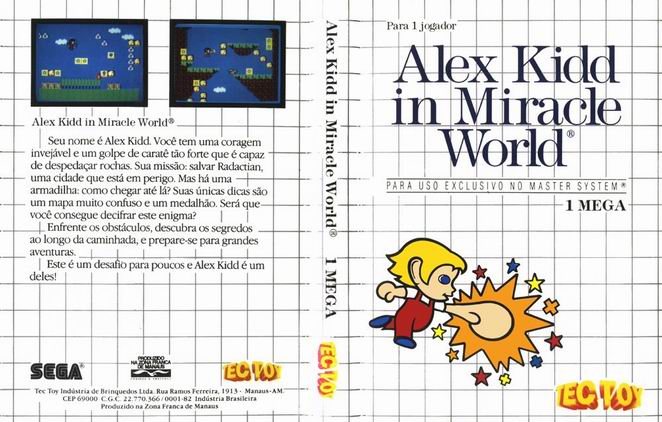 Alex Kidd in Miracle World®
Seu nome é Alex Kidd. Você tem uma coragem
invejável e um golpe de caratê tão forte que é capaz
de despedaçar rochas. Sua missão: salvar Radactian,
uma cidade que está em perigo. Mas há uma
armadilha: como chegar até lá? Suas únicas dicas são
um mapa muito confuso e um medalhão. Será que
você consegue decifrar este enigma?
Enfrente os obstáculos, descubra os segredos
ao longo da caminhada, e prepare-se para grandes
aventuras.
Este é um desafio para poucos e Alex Kidd é um
deles!
SEGA®
PRODUZIDO
NA ZONA FRANCA
DE MANAUS
TEC TOY
Tec Toy Indústria de Brinquedos Ltda. Rua Ramos Ferreira, 1913 - Manaus-AM.
CEP 69000 C.G.C. 22.770.366/0001-82 Indústria Brasileira
Produzido na Zona Franca de Manaus
Alex Kidd in Miracle World® 1 MEGA
TEC TOY
Para 1 jogador
Alex Kidd
in Miracle
World®
PARA USO EXCLUSIVO NO MASTER SYSTEM®
1 MEGA
TEC TOY